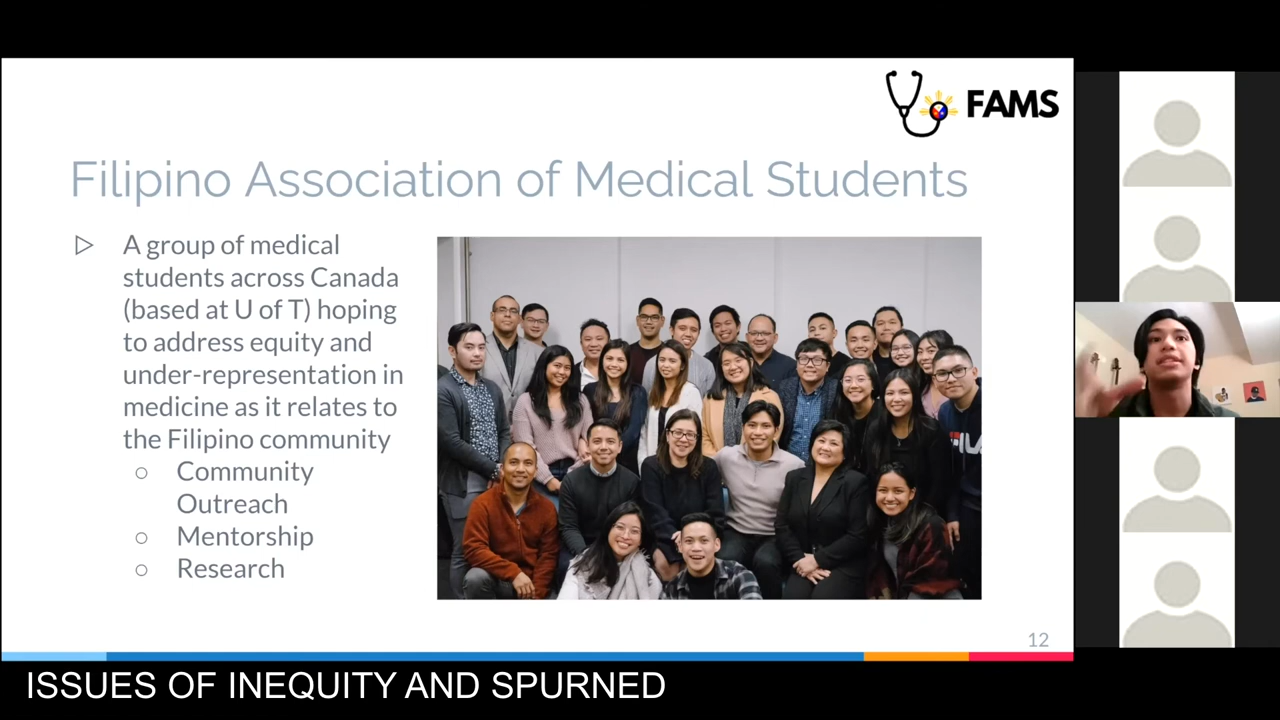 FAMS
Filipino Association of Medical Students
A group of medical
students across Canada
(based at U of T) hoping
to address equity and
under-representation in
medicine as it relates to
the Filipino community
Community
Outreach
Mentorship
Research
12
ISSUES OF INEQUITY AND SPURNED